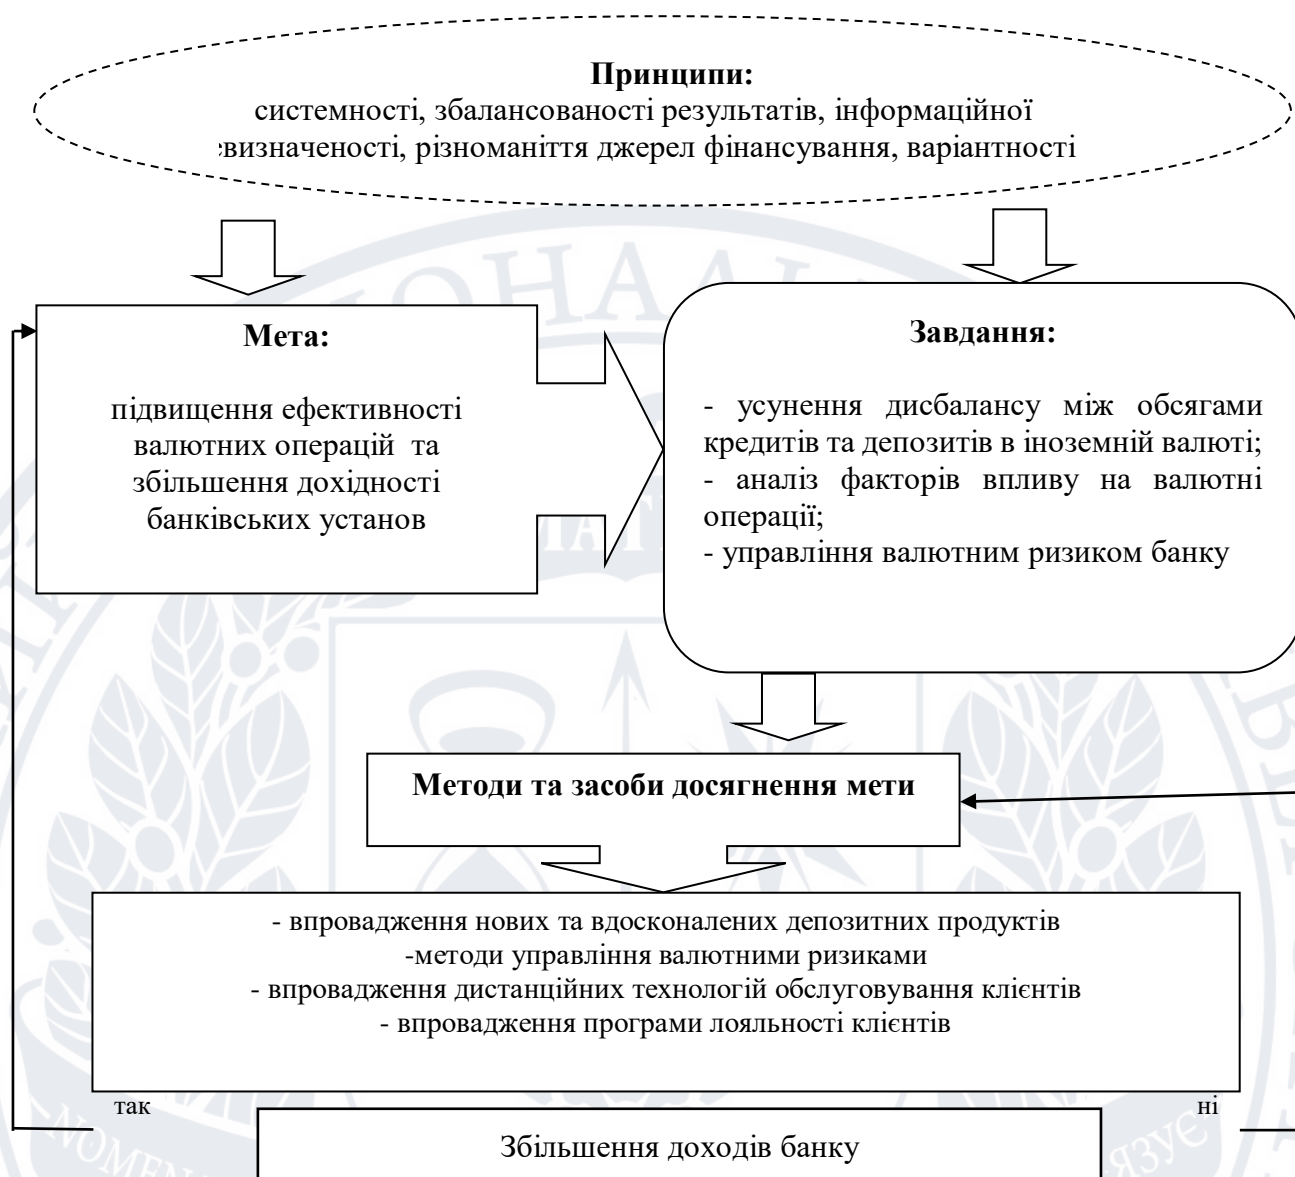 Принципи:
системності, збалансованості результатів, інформаційної
евизначеності, різноманіття джерел фінансування, варіантності
Мета:
підвищення ефективності
валютних операцій та
збільшення дохідності
банківських установ
Завдання:
- усунення дисбалансу між обсягами
кредитів та депозитів в іноземній валюті;
- аналіз факторів впливу на валютні
операції;
- управління валютним ризиком банку
Методи та засоби досягнення мети
- впровадження нових та вдосконалених депозитних продуктів
-методи управління валютними ризиками
- впровадження дистанційних технологій обслуговування клієнтів
- впровадження програми лояльності клієнтів
так
ні
Збільшення доходів банку